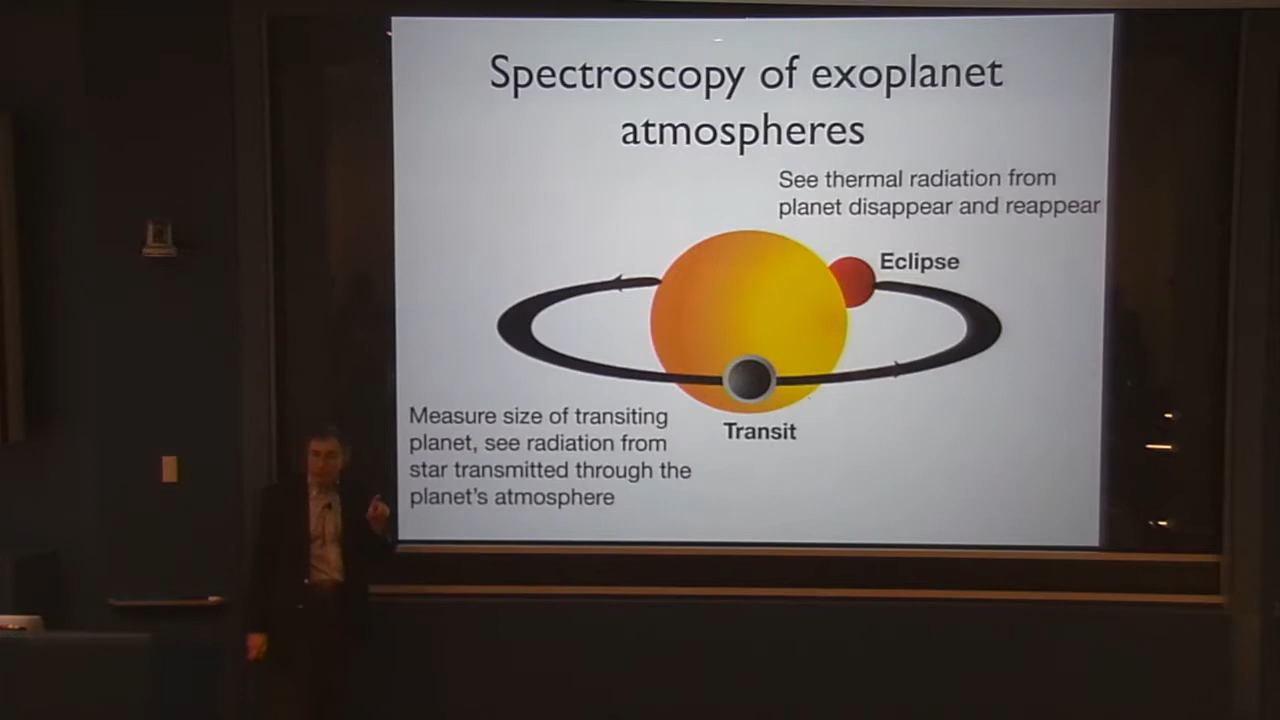 Spectroscopy of exoplanet
atmospheres
See thermal radiation from
planet disappear and reappear
Eclipse
Measure size of transiting
planet, see radiation from
star transmitted through the
planet's atmosphere
Transit